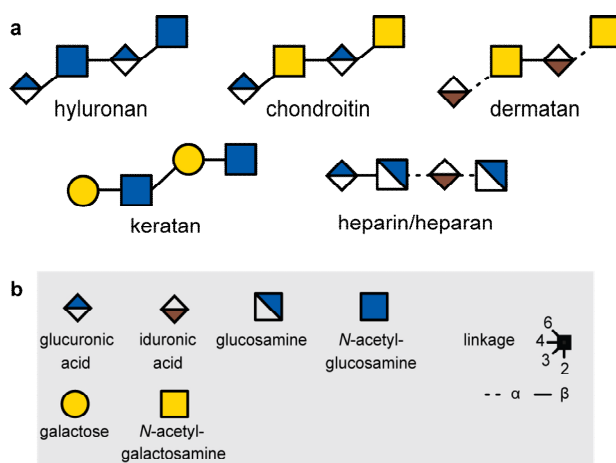 a
hyluronan
chondroitin
dermatan
keratan
heparin/heparan
b
glucuronic
acid
iduronic
acid
glucosamine
N-acetyl-
glucosamine
linkage
6
4
3
2
α
β
galactose
N-acetyl-
galactosamine